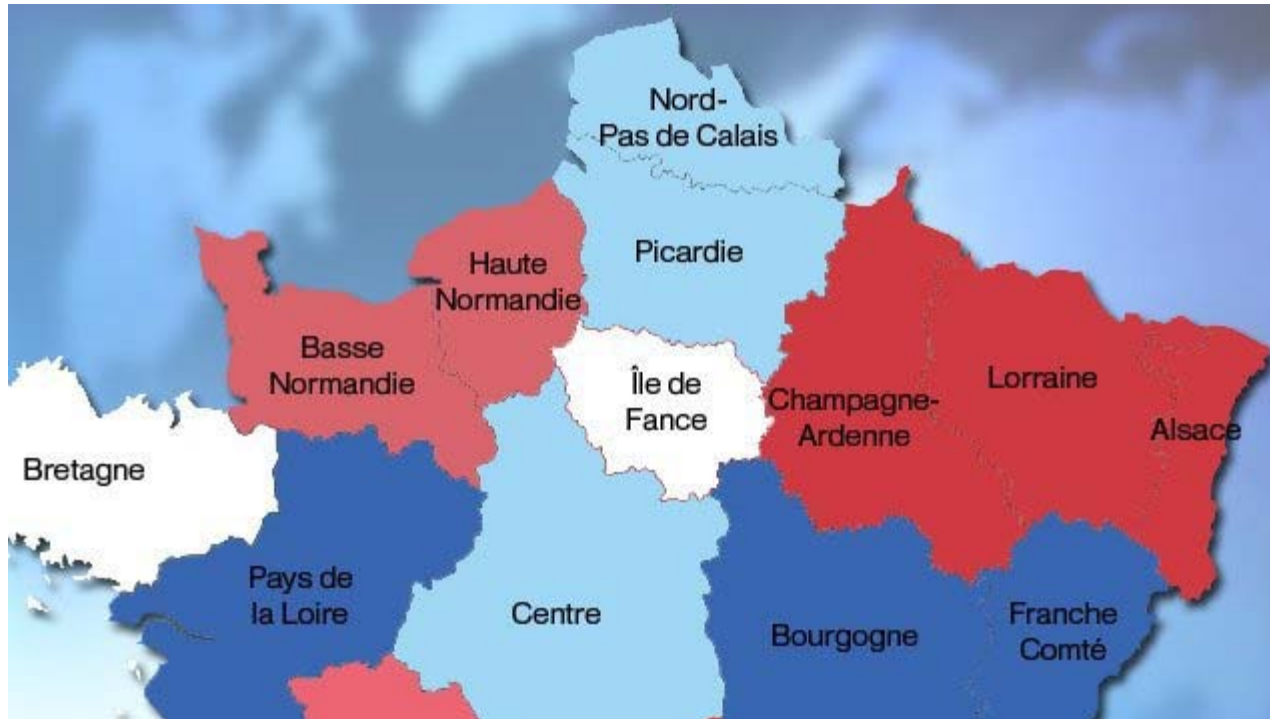 Nord-
Pas de Calais
Picardie
Haute
Normandie
Basse
Normandie
Île de
Fance
Champagne-
Ardenne
Lorraine
Alsace
Bretagne
Pays de
la Loire
Centre
Bourgogne
Franche
Comté